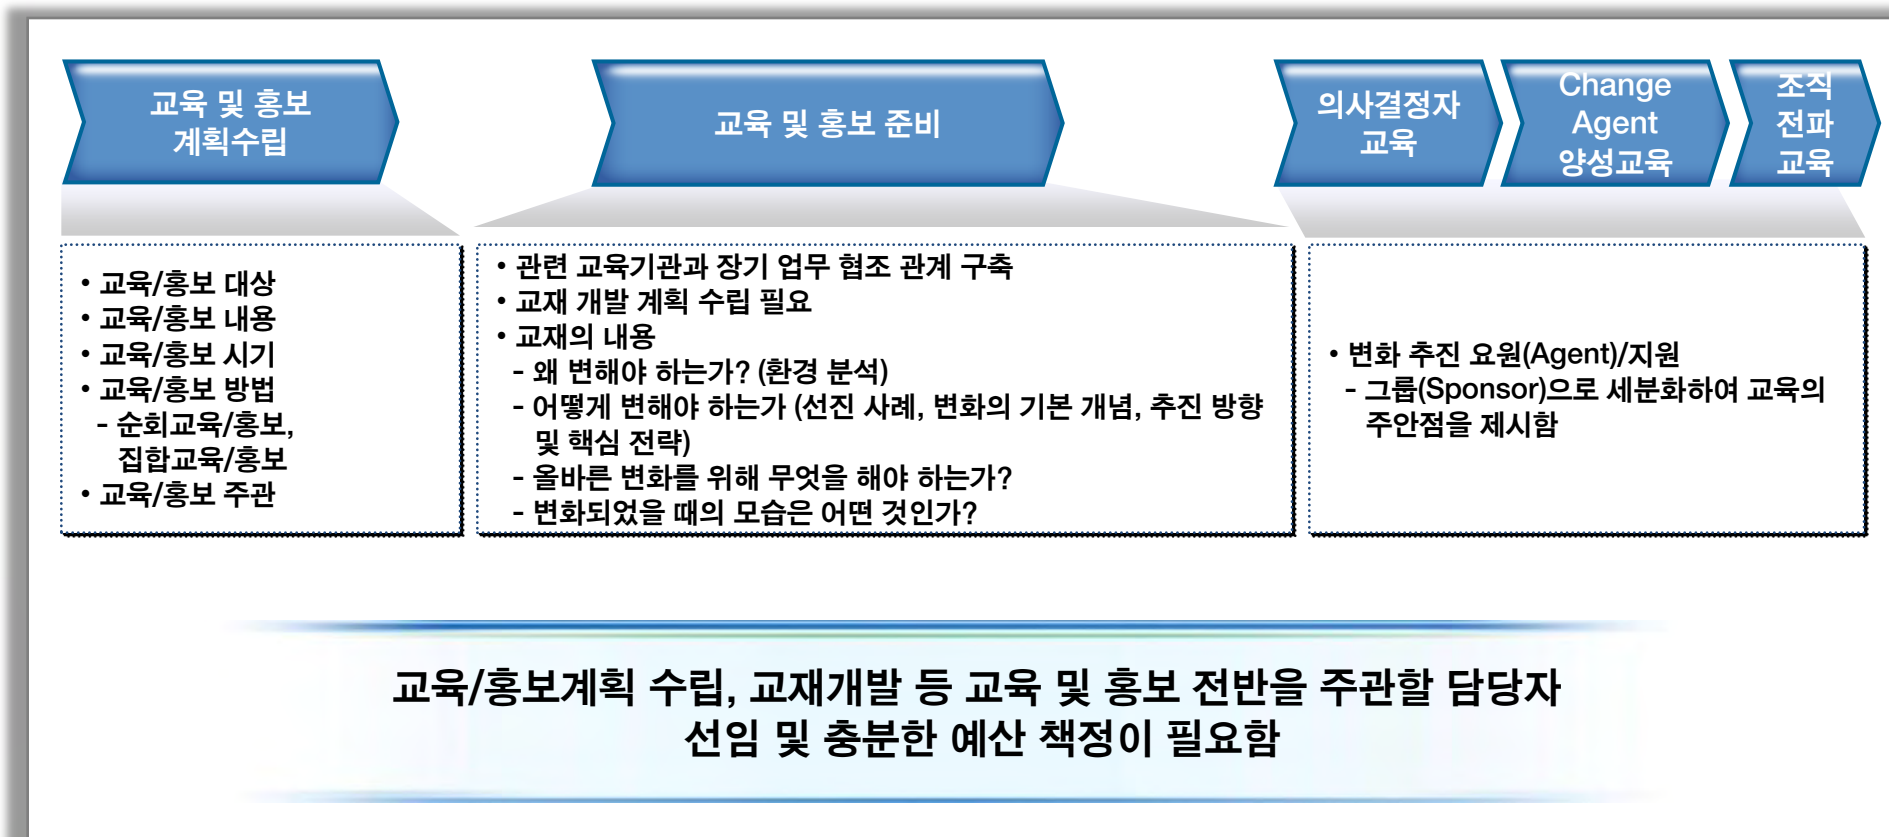 교육 및 홍보
계획수립
교육 및 홍보 준비
의사결정자
교육
Change
Agent
양성교육
조직
전파
교육
• 교육/홍보 대상
• 교육/홍보 내용
• 교육/홍보 시기
• 교육/홍보 방법
- 순회교육/홍보,
집합교육/홍보
• 교육/홍보 주관
• 관련 교육기관과 장기 업무 협조 관계 구축
• 교재 개발 계획 수립 필요
• 교재의 내용
- 왜 변해야 하는가? (환경 분석)
- 어떻게 변해야 하는가 (선진 사례, 변화의 기본 개념, 추진 방향
및 핵심 전략)
- 올바른 변화를 위해 무엇을 해야 하는가?
- 변화되었을 때의 모습은 어떤 것인가?
• 변화 추진 요원(Agent)/지원
- 그룹(Sponsor)으로 세분화하여 교육의
주안점을 제시함
교육/홍보계획 수립, 교재개발 등 교육 및 홍보 전반을 주관할 담당자
선임 및 충분한 예산 책정이 필요함